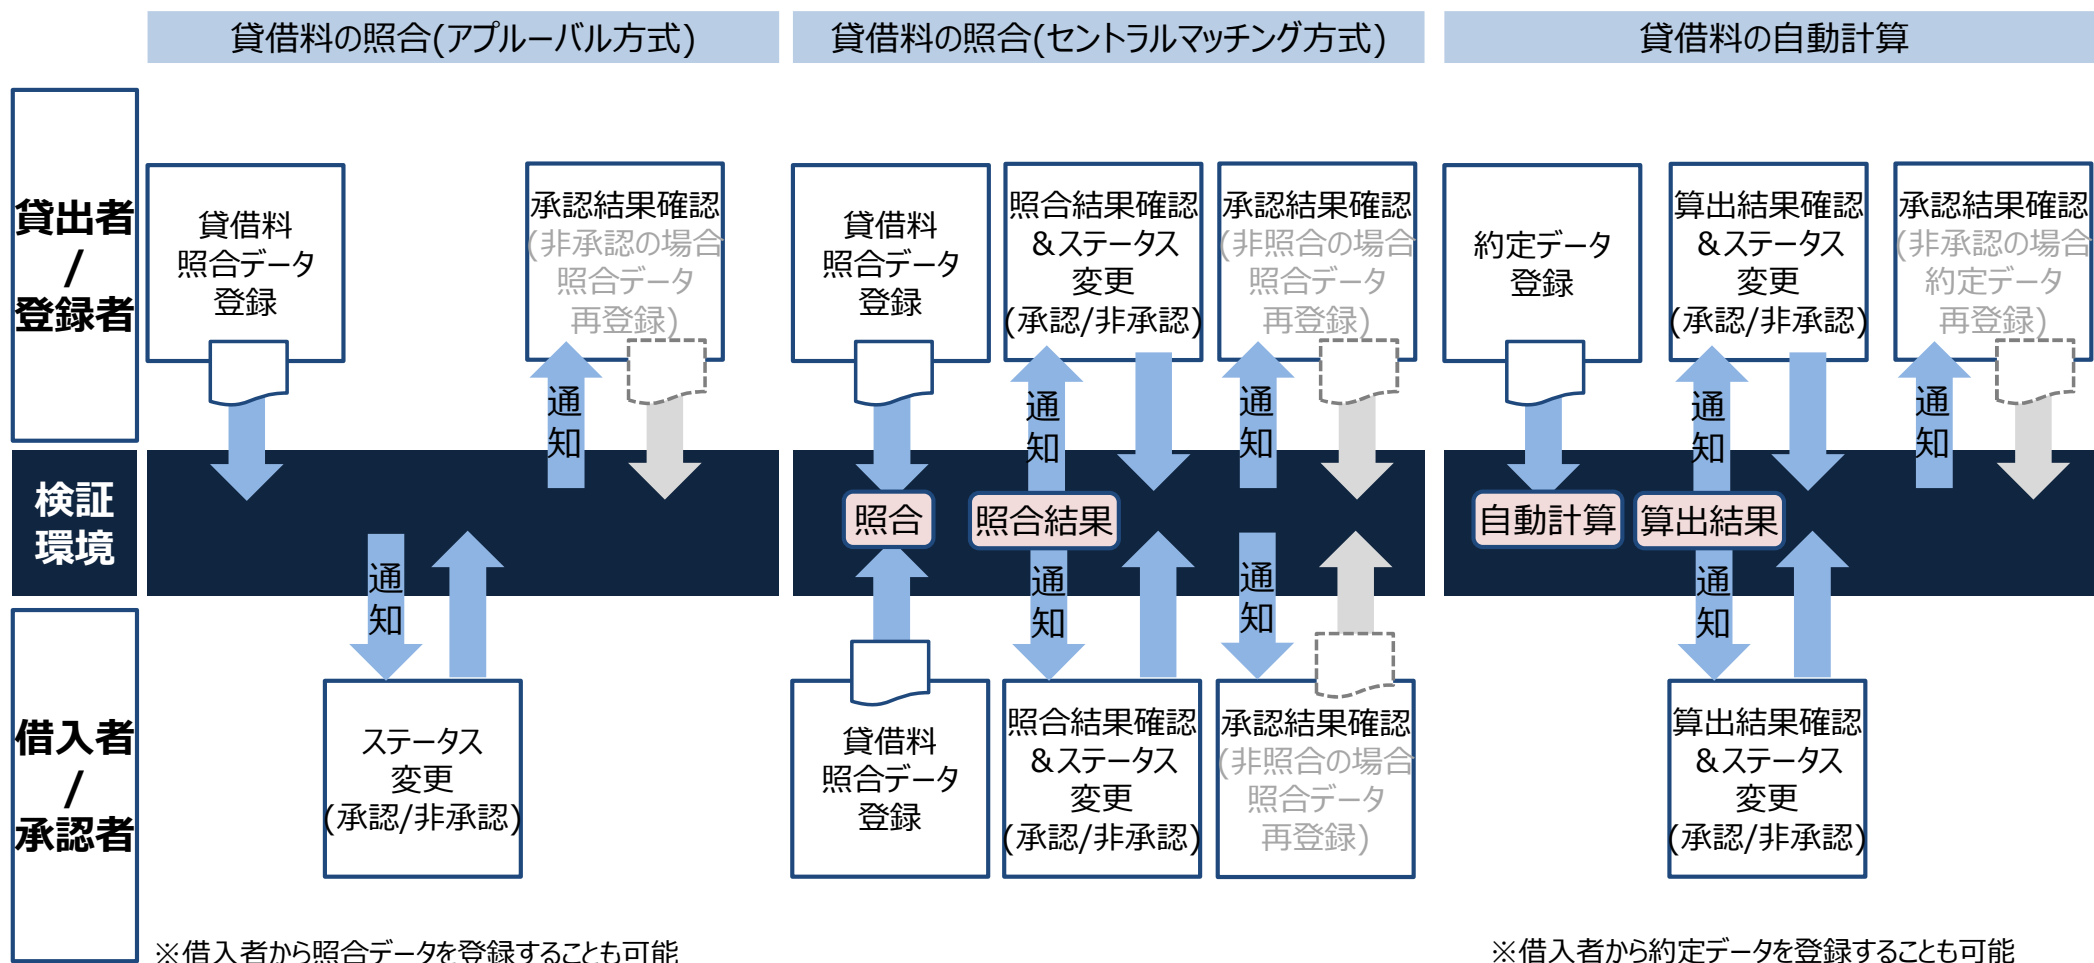 貸借料の照合(アプルーバル方式)
貸借料の照合(セントラルマッチング方式)
貸借料の自動計算
貸出者
/
登録者
検証
環境
借入者
/
承認者
貸借料
照合データ
登録
承認結果確認
(非承認の場合
照合データ
再登録)
通
知
通
知
ステータス
変更
(承認/非承認)
※借入者から照合データを登録することも可能
貸借料
照合データ
登録
照合結果確認
&ステータス
変更
(承認/非承認)
承認結果確認
(非照合の場合
照合データ
再登録)
通
知
通
知
照合
照合結果
通
知
通
知
貸借料
照合データ
登録
照合結果確認
&ステータス
変更
(承認/非承認)
承認結果確認
(非照合の場合
照合データ
再登録)
約定データ
登録
算出結果確認
&ステータス
変更
(承認/非承認)
承認結果確認
(非承認の場合
約定データ
再登録)
通
知
通
知
自動計算
算出結果
通
知
算出結果確認
&ステータス
変更
(承認/非承認)
※借入者から約定データを登録することも可能